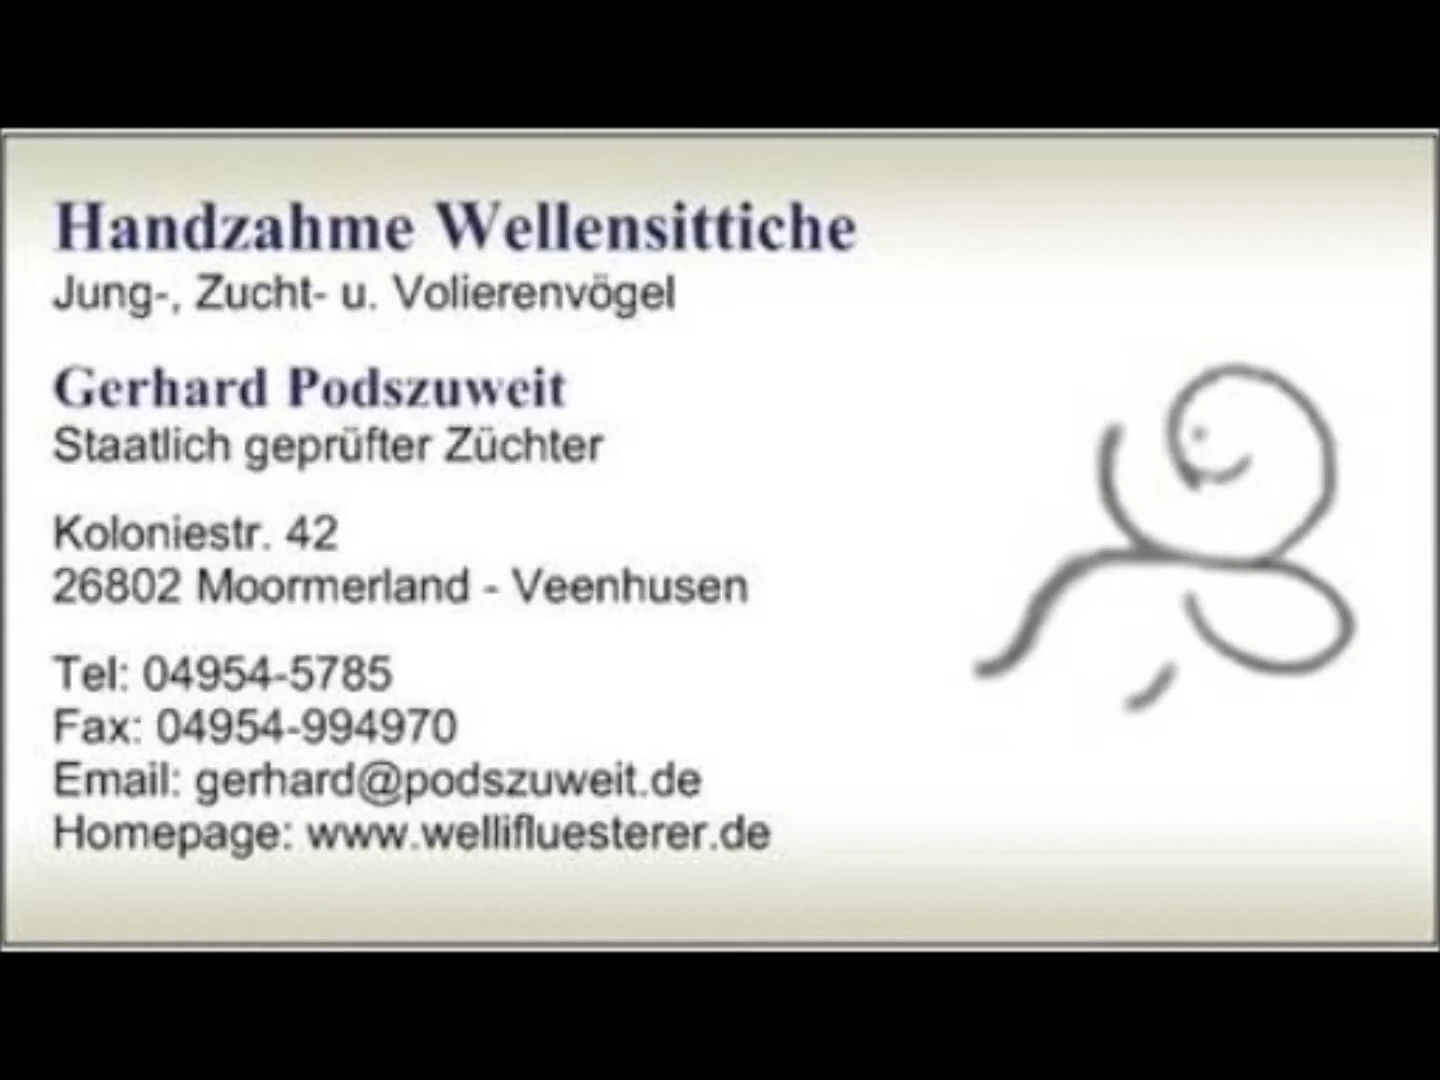 Handzahme Wellensittiche
Jung-, Zucht- u. Volierenvögel
Gerhard Podszuweit
Staatlich geprüfter Züchter
Koloniestr. 42
26802 Moormerland - Veenhusen
Tel: 04954-5785
Fax: 04954-994970
Email: gerhard@podszuweit.de
Homepage: www.wellifluesterer.de